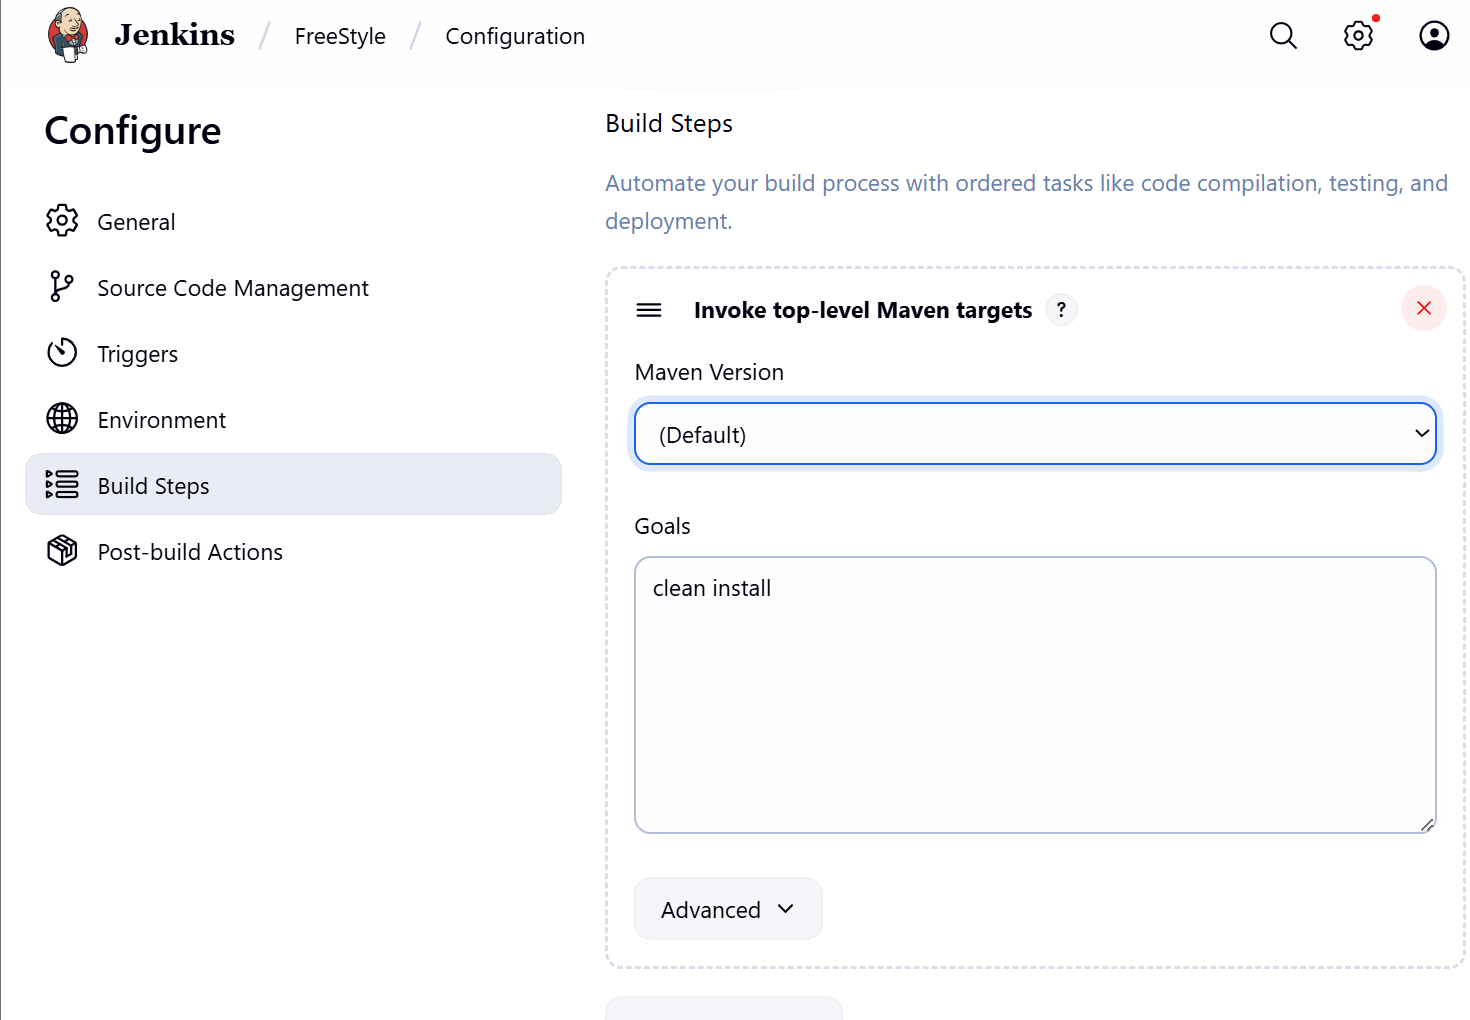 Jenkins / FreeStyle / Configuration
Configure
General
Source Code Management
Triggers
Environment
Build Steps
Post-build Actions
Build Steps
Automate your build process with ordered tasks like code compilation, testing, and
deployment.
Invoke top-level Maven targets ?
Maven Version
(Default)
Goals
clean install
Advanced